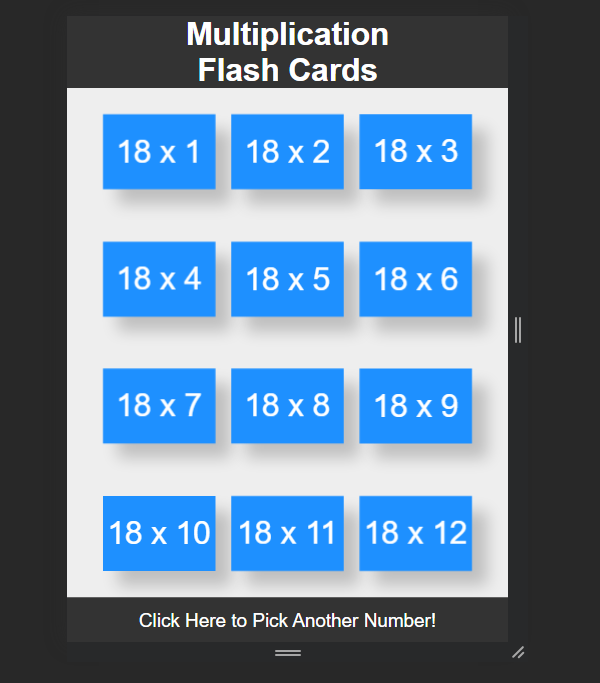 Multiplication
Flash Cards
18 x 1 18 x 2 18 x 3
18 x 4 18 x 5 18 x 6
18 x 7 18 x 8 18 x 9
18 x 10 18 x 11 18 x 12
Click Here to Pick Another Number!